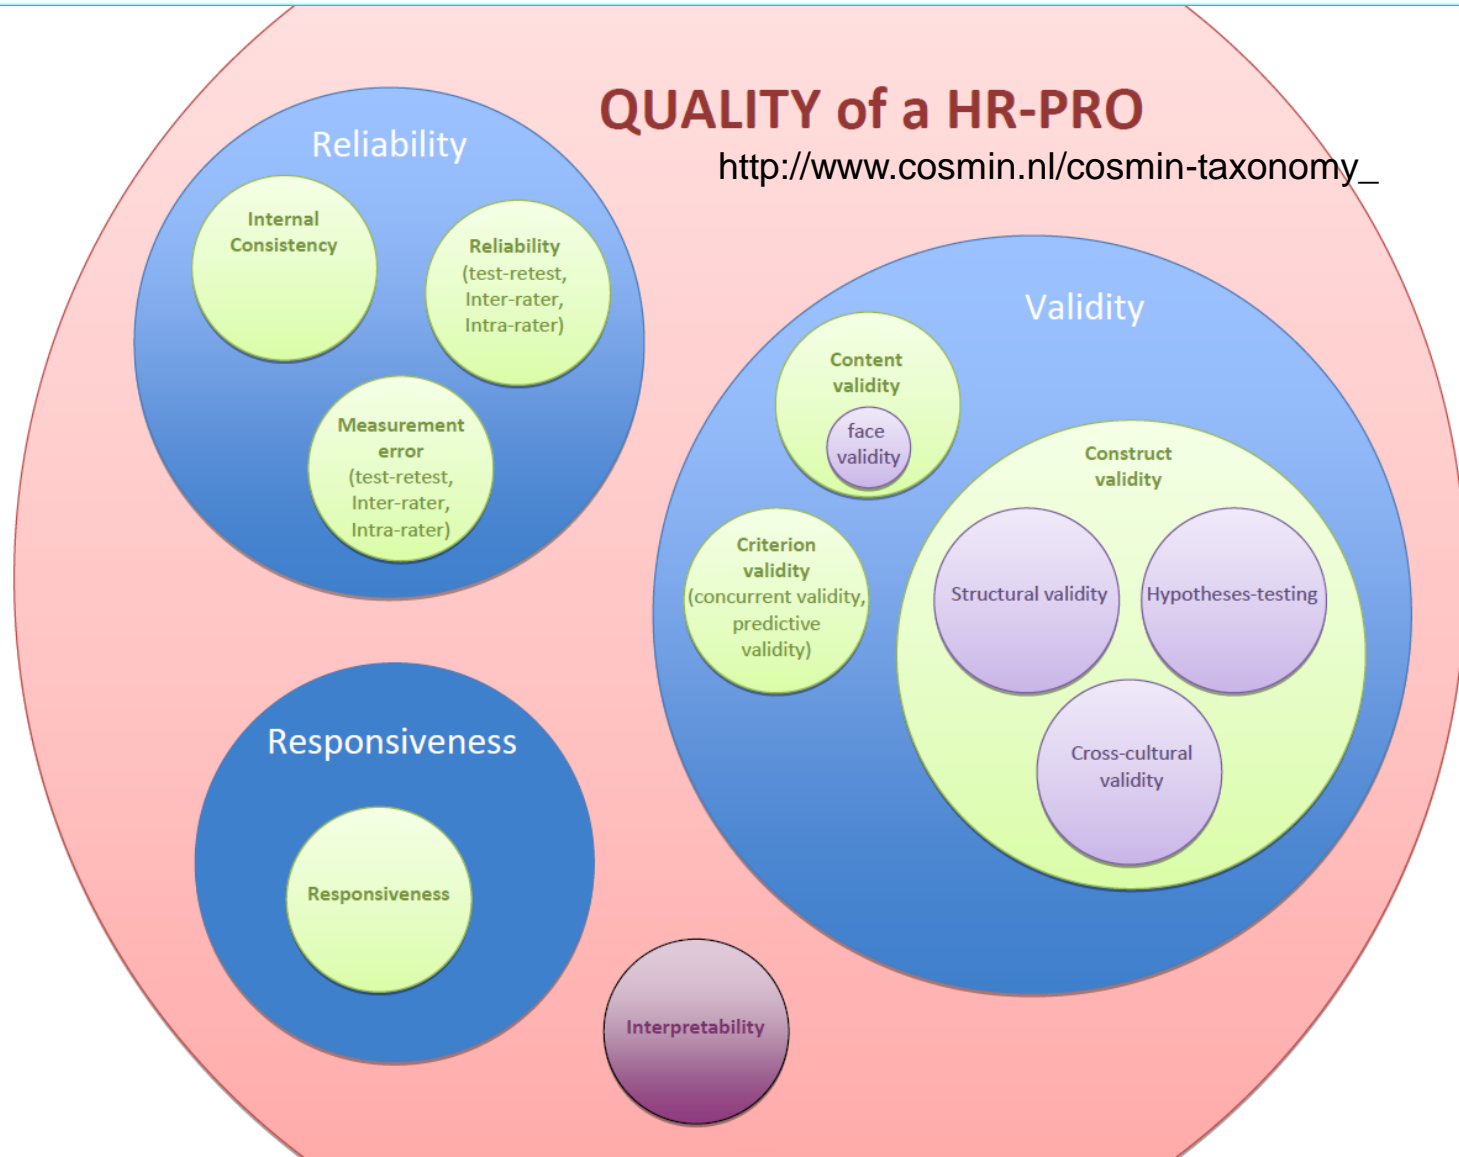 QUALITY of a HR-PRO
http://www.cosmin.nl/cosmin-taxonomy_
Reliability
Internal
Consistency
Reliability
(test-retest,
Inter-rater,
Intra-rater)
Measurement
error
(test-retest,
Inter-rater,
Intra-rater)
Validity
Content
validity
face
validity
Criterion
validity
(concurrent validity,
predictive
validity)
Construct
validity
Structural validity
Hypotheses-testing
Cross-cultural
validity
Responsiveness
Responsiveness
Interpretability